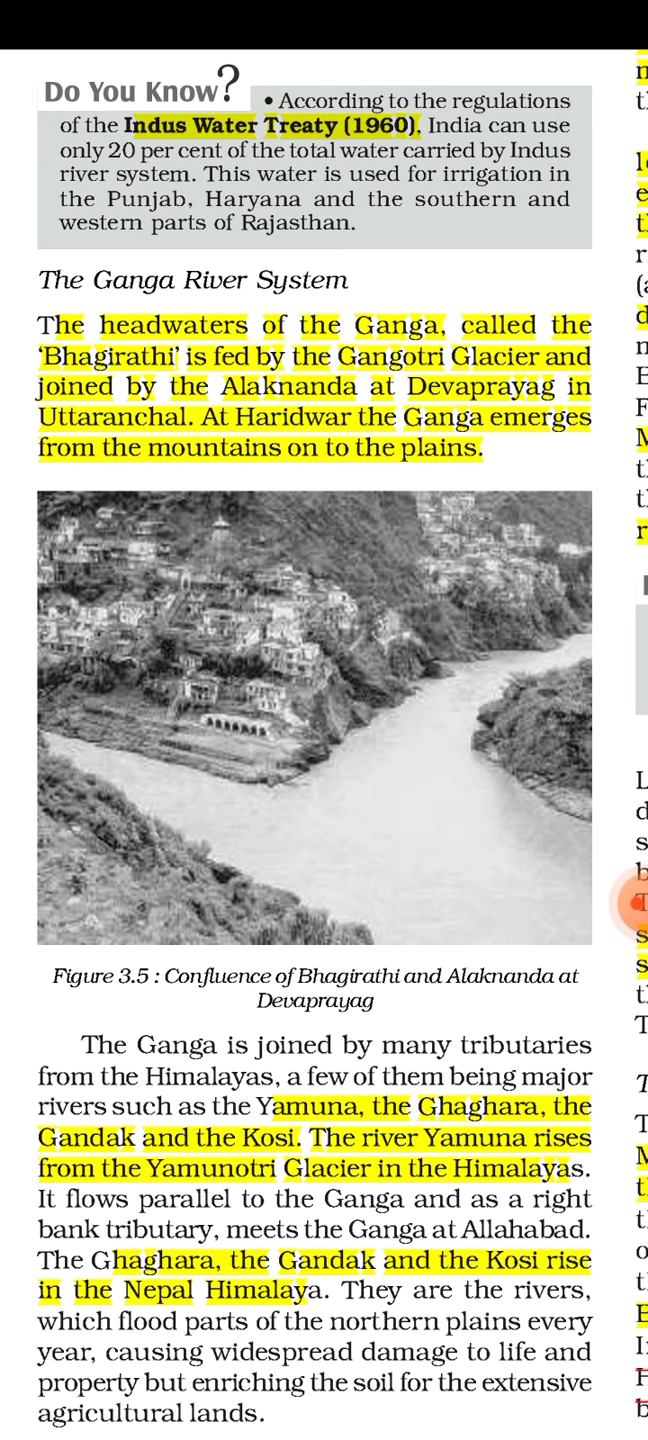 Do You Know?
• According to the regulations
of the Indus Water Treaty (1960), India can use
only 20 per cent of the total water carried by Indus
river system. This water is used for irrigation in
the Punjab, Haryana and the southern and
western parts of Rajasthan.
The Ganga River System
The headwaters of the Ganga, called the
‘Bhagirathi’ is fed by the Gangotri Glacier and
joined by the Alaknanda at Devaprayag in
Uttaranchal. At Haridwar the Ganga emerges
from the mountains on to the plains.
Figure 3.5 : Confluence of Bhagirathi and Alaknanda at
Devaprayag
The Ganga is joined by many tributaries
from the Himalayas, a few of them being major
rivers such as the Yamuna, the Ghaghara, the
Gandak and the Kosi. The river Yamuna rises
from the Yamunotri Glacier in the Himalayas.
It flows parallel to the Ganga and as a right
bank tributary, meets the Ganga at Allahabad.
The Ghaghara, the Gandak and the Kosi rise
in the Nepal Himalaya. They are the rivers,
which flood parts of the northern plains every
year, causing widespread damage to life and
property but enriching the soil for the extensive
agricultural lands.